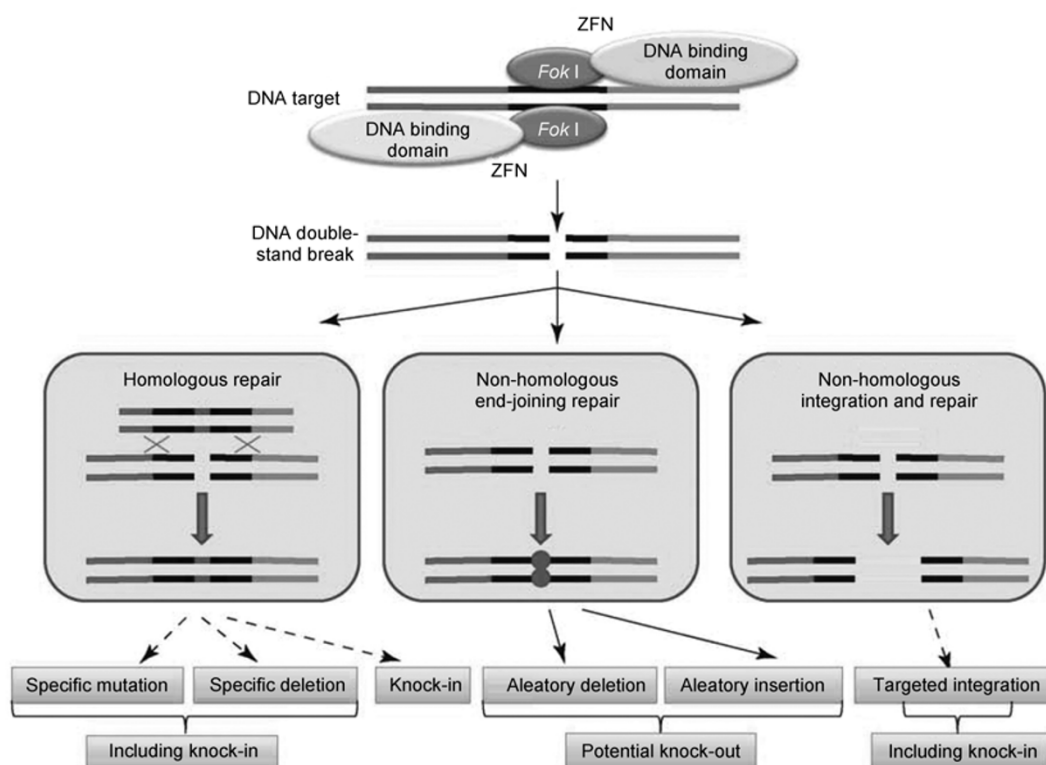 ZFN
DNA binding
domain
Fok I
DNA target
DNA binding
domain
Fok I
ZFN
DNA double-
stand break
Homologous repair
Non-homologous
end-joining repair
Non-homologous
integration and repair
Specific mutation
Specific deletion
Knock-in
Aleatory deletion
Aleatory insertion
Targeted integration
Including knock-in
Potential knock-out
Including knock-in